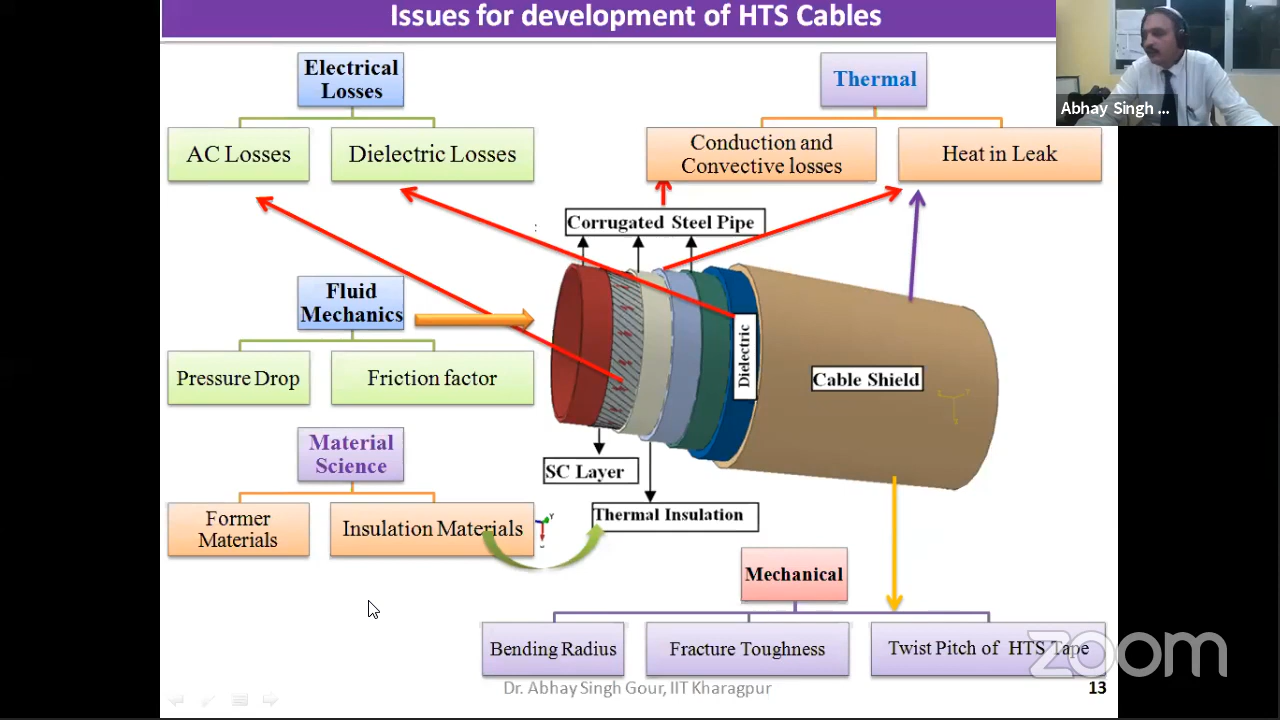 Issues for development of HTS Cables
Abhay Singh ...
Electrical
Losses
AC Losses
Dielectric Losses
Thermal
Conduction and
Convective losses
Heat in Leak
Corrugated Steel Pipe
Fluid
Mechanics
Pressure Drop
Friction factor
Dielectric
Cable Shield
Material
Science
Former
Materials
Insulation Materials
SC Layer
Thermal Insulation
Mechanical
Bending Radius
Fracture Toughness
Twist Pitch of HTS Tape
zoom
Dr. Abhay Singh Gour, IIT Kharagpur
13